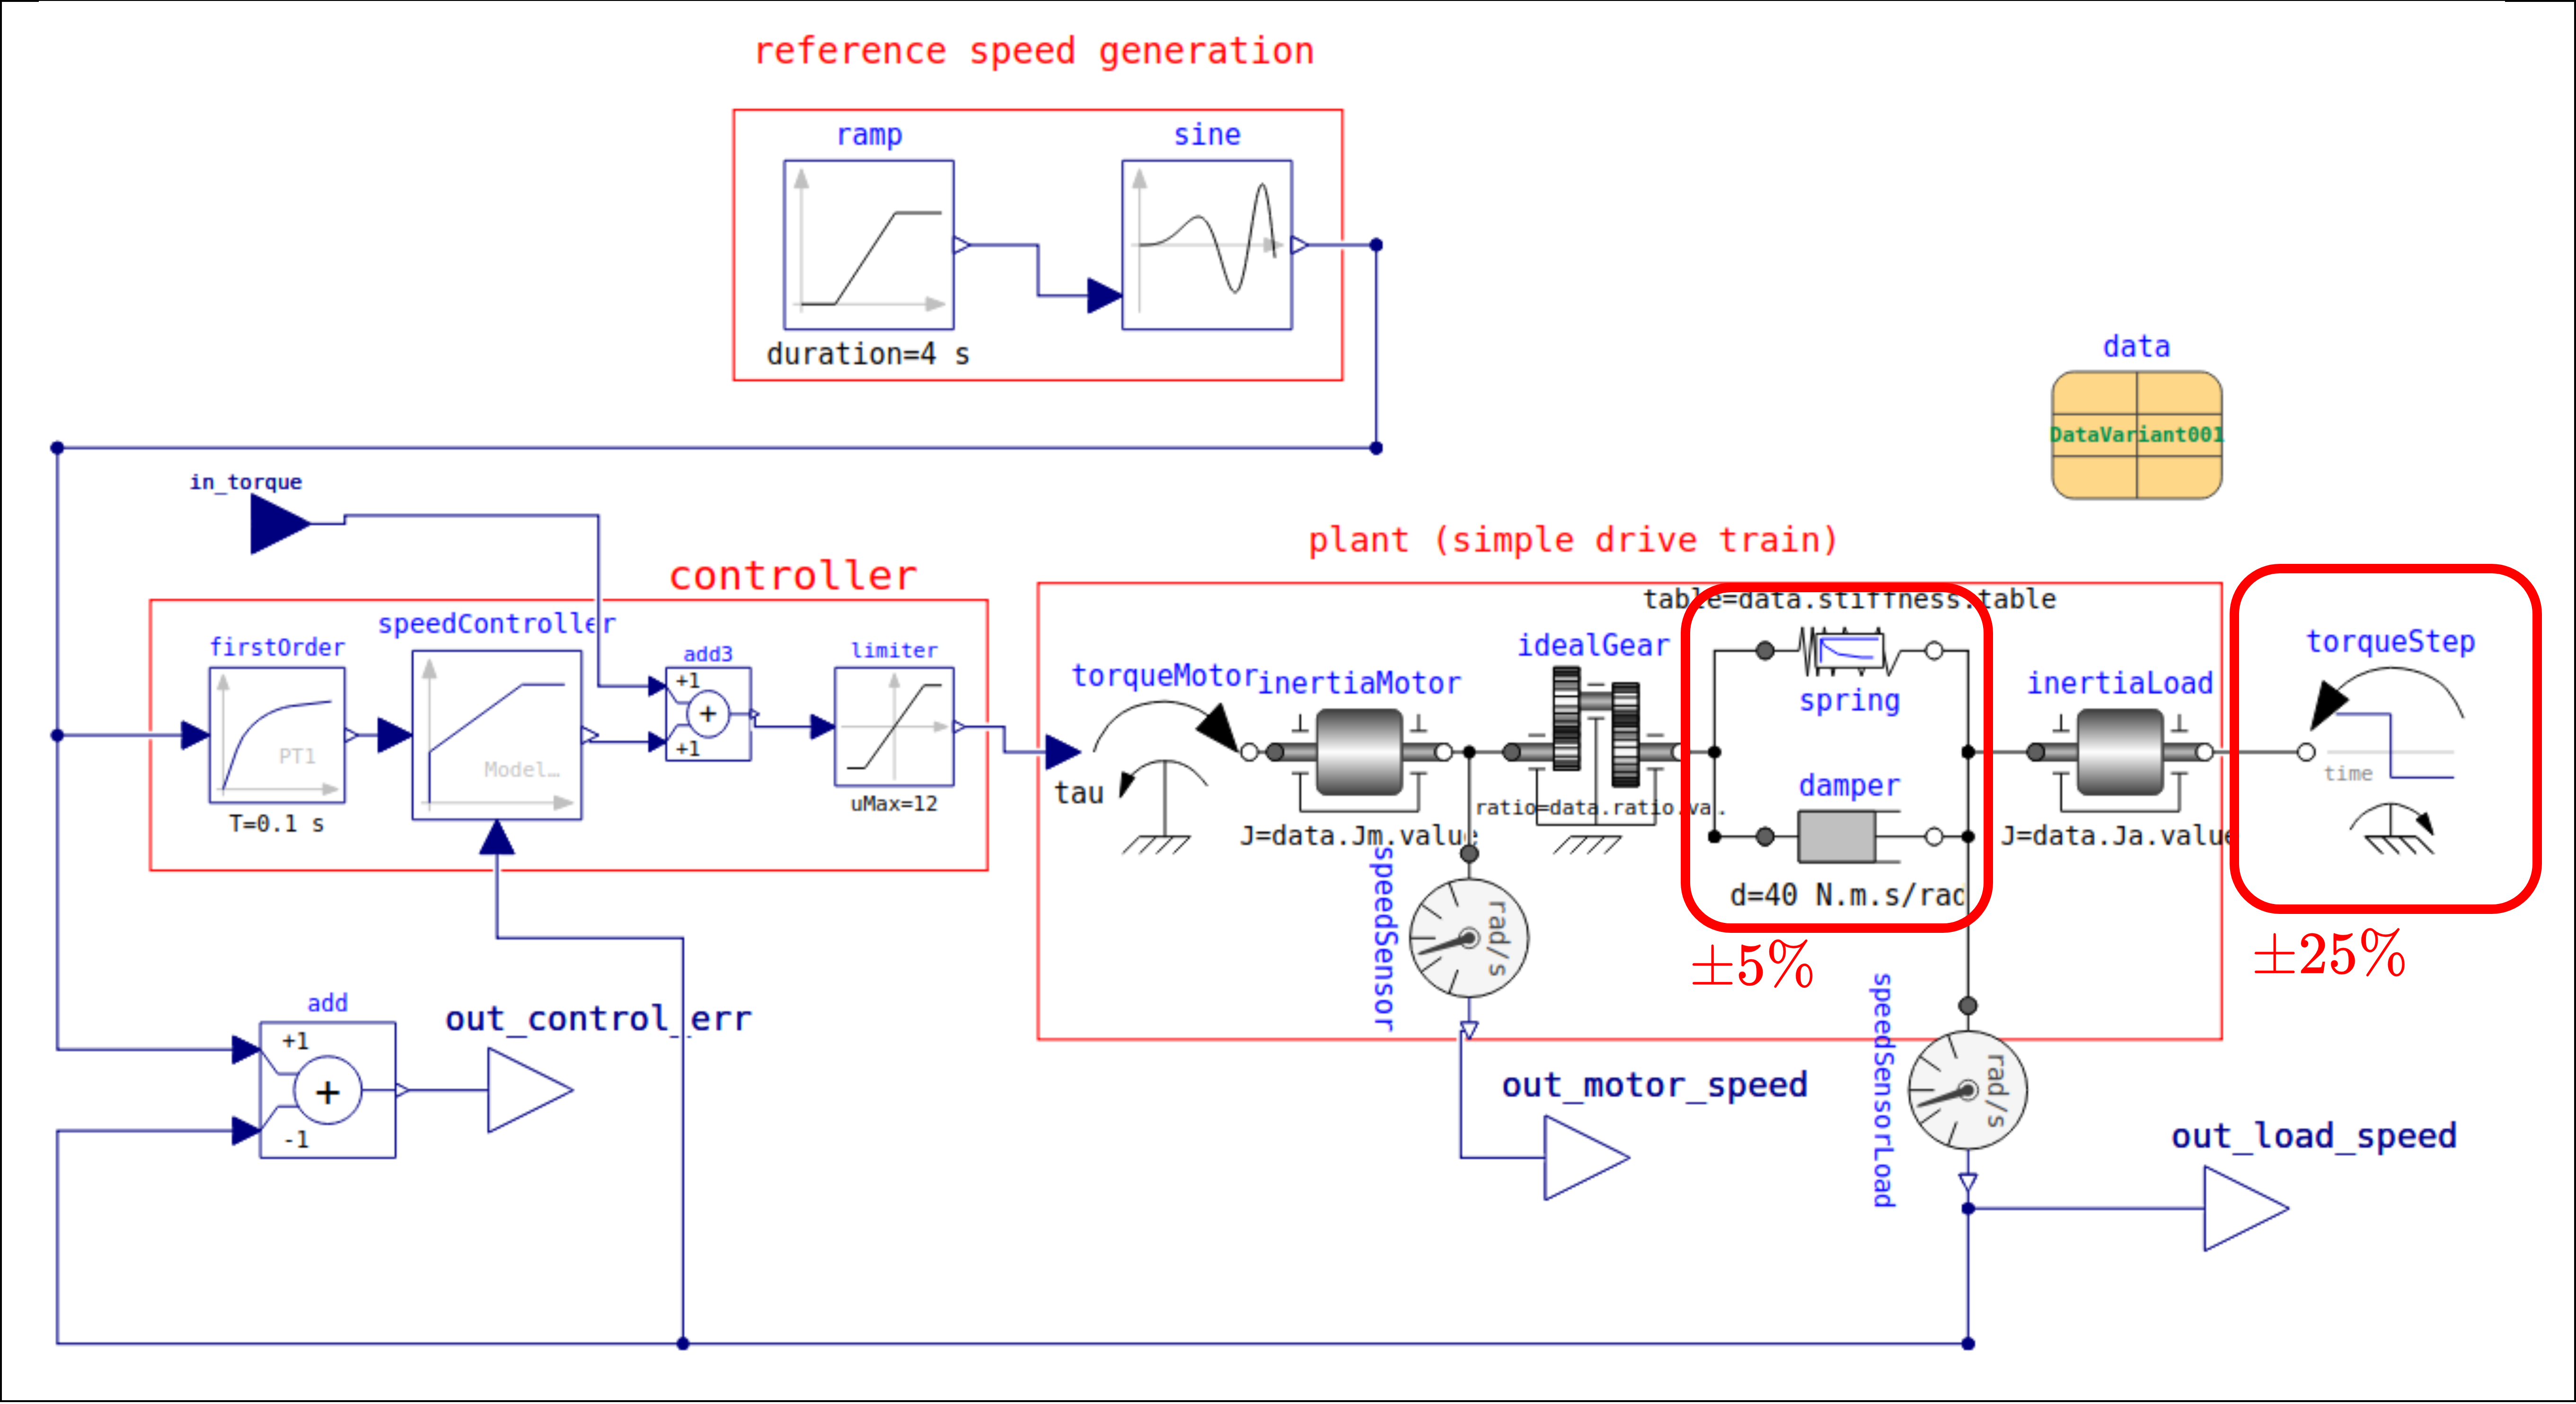 reference speed generation
ramp
sine
duration=4 s
data
DataVariant001
in_torque
plant (simple drive train)
controller
table=data.stiffness.table
speedController
firstOrder
add3
limiter
idealGear
torqueStep
torqueMotor
inertiaMotor
spring
inertiaLoad
+1
+
+1
PT1
Model…
T=0.1 s
uMax=12
tau
ratio=data.ratio.va.
damper
time
J=data.Jm.value
J=data.Ja.value
d=40 N.m.s/rad
speedSensor
rad/s
±5%
±25%
add
out_control_err
+1
+
-1
speedSensorLoad
rad/s
out_motor_speed
out_load_speed